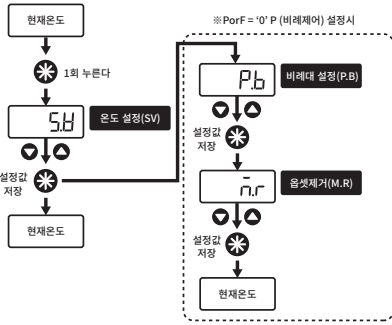 현재온도
1회 누른다
S.V
온도 설정(SV)
설정값
저장
현재온도
※PorF = ‘0’ P (비례제어) 설정시
P.b
비례대 설정(P.B)
설정값
저장
n̄.r
옵셋제거(M.R)
설정값
저장
현재온도